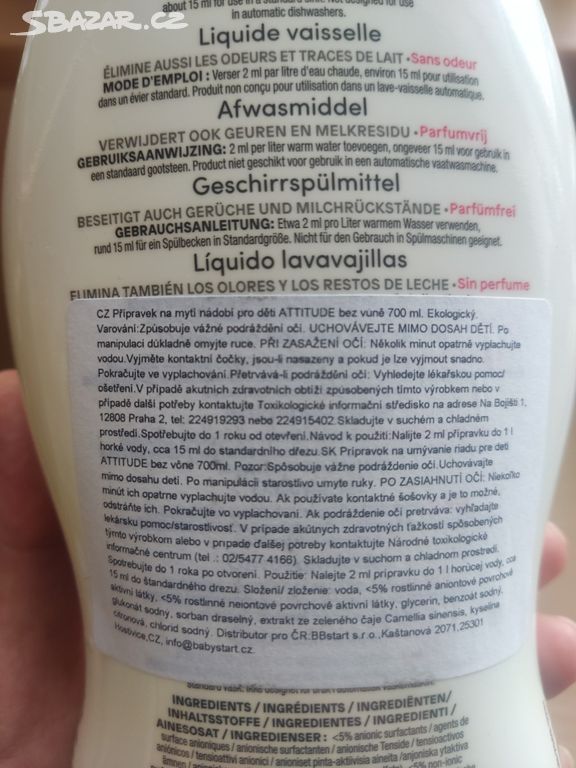 SBAZAR.CZ
about 15 ml for use in a standard sink. Not designed for use
in automatic dishwashers.
Liquide vaisselle
ÉLIMINE AUSSI LES ODEURS ET TRACES DE LAIT • Sans odeur
MODE D'EMPLOI : Verser 2 ml par litre d'eau chaude, environ 15 ml pour utilisation
dans un évier standard. Produit non conçu pour utilisation dans un lave-vaisselle automatique.
Afwasmiddel
VERWIJDERT OOK GEUREN EN MELKRESIDU • Parfumvrij
GEBRUIKSAANWIJZING: 2 ml per liter warm water toevoegen, ongeveer 15 ml voor gebruik in
een standaard gootsteen. Product niet geschikt voor gebruik in een automatische vaatwasmachine.
Geschirrspülmittel
BESEITIGT AUCH GERÜCHE UND MILCHRÜCKSTÄNDE • Parfümfrei
GEBRAUCHSANLEITUNG: Etwa 2 ml pro Liter warmem Wasser verwenden,
rund 15 ml für ein Spülbecken in Standardgröße. Nicht für den Gebrauch in Spülmaschinen geeignet.
Líquido lavavajillas
ELIMINA TAMBIÉN LOS OLORES Y LOS RESTOS DE LECHE • Sin perfume
CZ Přípravek na mytí nádobí pro děti ATTITUDE bez vůně 700 ml. Ekologický.
Varování:Způsobuje vážné podráždění očí. UCHOVÁVEJTE MIMO DOSAH DĚTÍ. Po
manipulaci důkladně omyjte ruce. PŘI ZASAŽENÍ OČÍ: Několik minut opatrně vyplachujte
vodou.Vyjměte kontaktní čočky, jsou-li nasazeny a pokud je lze vyjmout snadno.
Pokračujte ve vyplachování.Přetrvává-li podráždění očí: Vyhledejte lékařskou pomoc/
ošetření.V případě akutních zdravotních obtíží způsobených tímto výrobkem nebo v
případě další potřeby kontaktujte Toxikologické informační středisko na adrese Na Bojišti 1,
12808 Praha 2, tel: 224919293 nebo 224915402.Skladujte v suchém a chladném
prostředí.Spotřebujte do 1 roku od otevření.Návod k použití:Nalijte 2 ml přípravku do 1 l
horké vody, cca 15 ml do standardního dřezu.SK Prípravok na umývanie riadu pre deti
ATTITUDE bez vône 700ml. Pozor:Spôsobuje vážne podráždenie očí.Uchovávajte
mimo dosahu detí. Po manipulácii starostlivo umyte ruky. PO ZASIAHNUTÍ OČÍ: Niekoľko
minút ich opatrne vyplachujte vodou. Ak používate kontaktné šošovky a je to možné,
odstráňte ich. Pokračujte vo vyplachovaní. Ak podráždenie očí pretrváva: vyhľadajte
lekársku pomoc/starostlivosť. V prípade akútnych zdravotných ťažkostí spôsobených
týmto výrobkom alebo v prípade ďalšej potreby kontaktujte Národné toxikologické
informačné centrum (tel .: 02/5477 4166). Skladujte v suchom a chladnom prostredí.
Spotrebujte do 1 roka po otvorení. Použitie: Nalejte 2 ml prípravku do 1 l horúcej vody, cca
15 ml do štandardného drezu. Složení/ zloženie: voda, <5% rostlinné aniontové povrchově
aktivní látky, <5% rostlinné neiontové povrchově aktivní látky, glycerin, benzoát sodný,
glukonát sodný, sorban draselný, extrakt ze zeleného čaje Camellia sinensis, kyselina
citronová, chlorid sodný. Distributor pro ČR:BBstart s.r.o.,Kaštanová 2071,25301
Hostivice,CZ, info@babystart.cz.
INGREDIENTS / INGRÉDIENTS / INGREDIËNTEN /
INHALTSSTOFFE / INGREDIENTES / INGREDIENTI /
AINESOSAT / INGREDIENSER : <5% anionic surfactants / agents de
surface anioniques / anionische surfactanten / anionische Tenside / tensioactivos
aniónicos / tensioattivi anionici / anioniset pinta-aktiivisia aineita /anjoniska ytaktiva